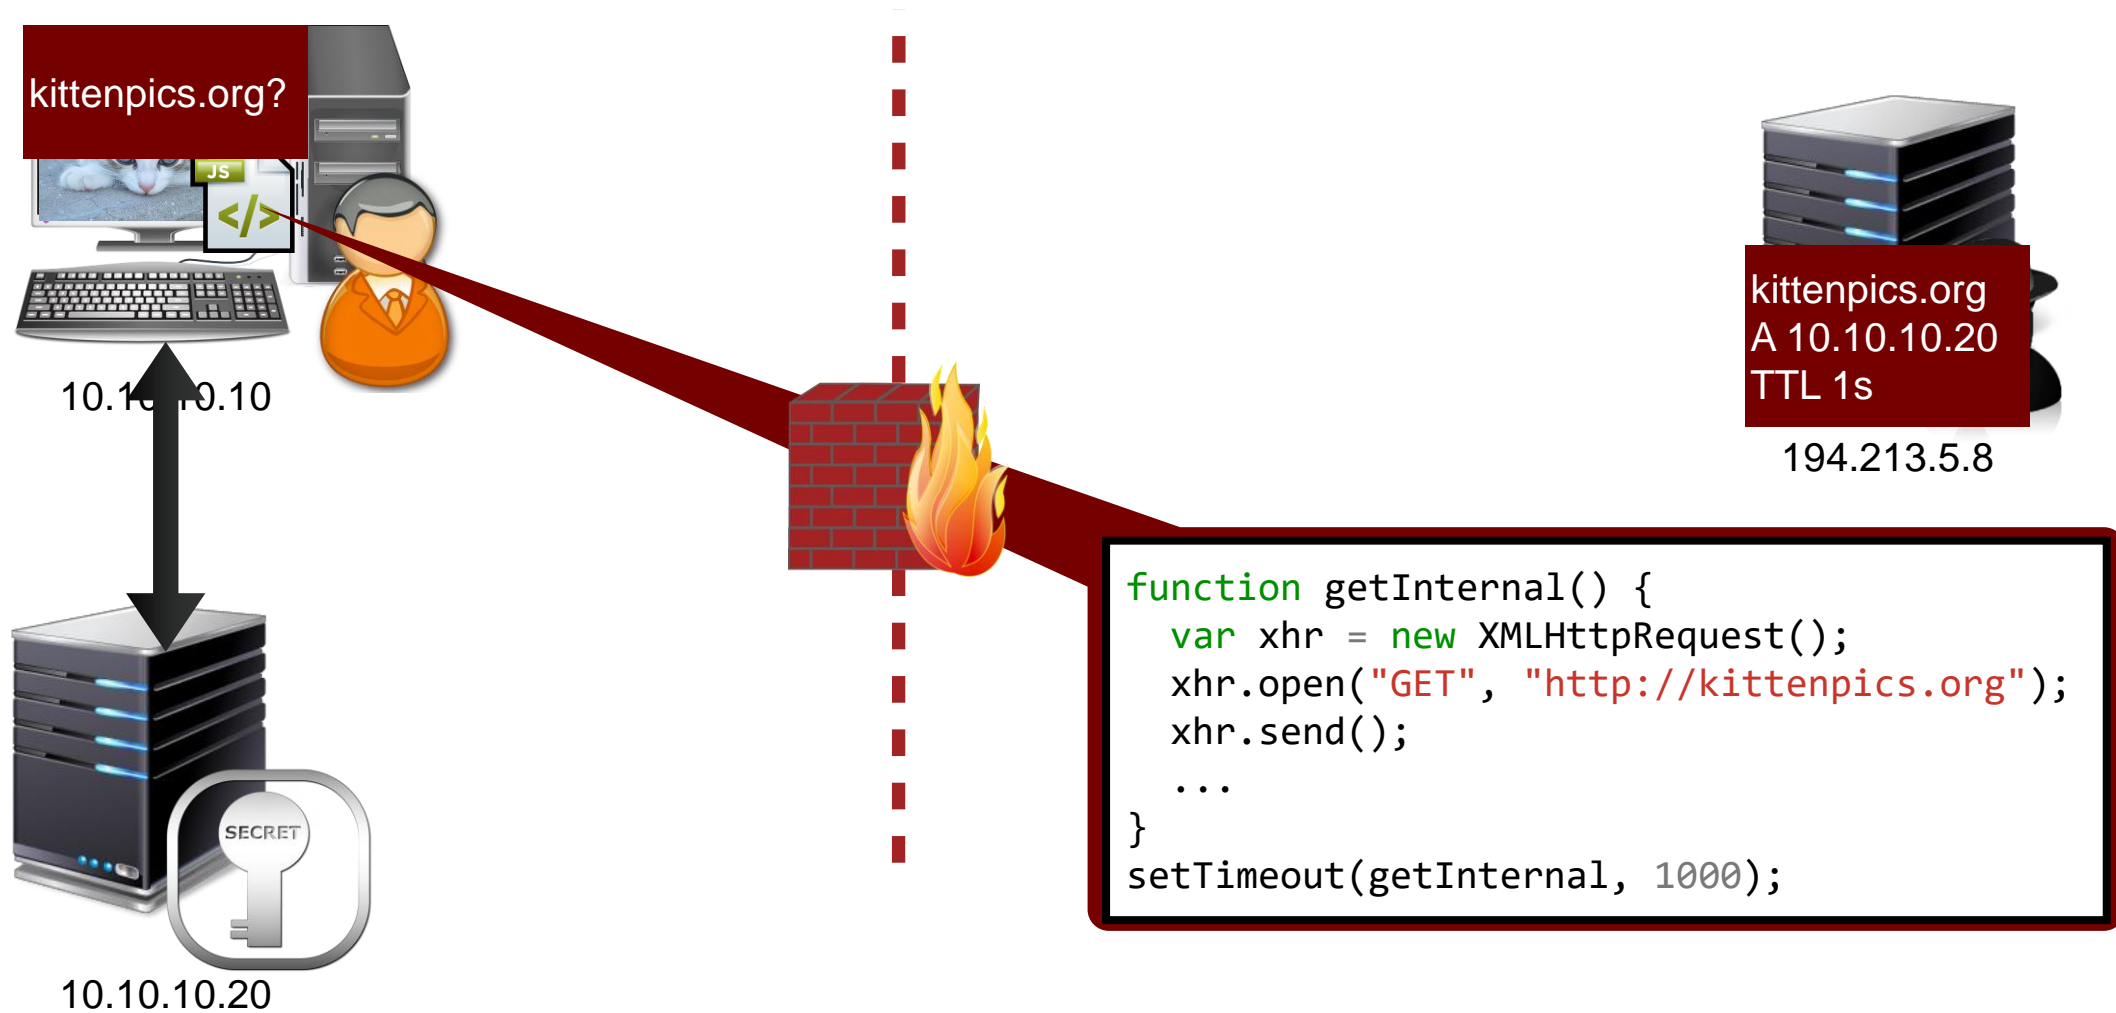 kittenpics.org?
JS
</>
10.10.10.10
SECRET
10.10.10.20
kittenpics.org
A 10.10.10.20
TTL 1s
194.213.5.8
function getInternal() {
  var xhr = new XMLHttpRequest();
  xhr.open("GET", "http://kittenpics.org");
  xhr.send();
  ...
}
setTimeout(getInternal, 1000);